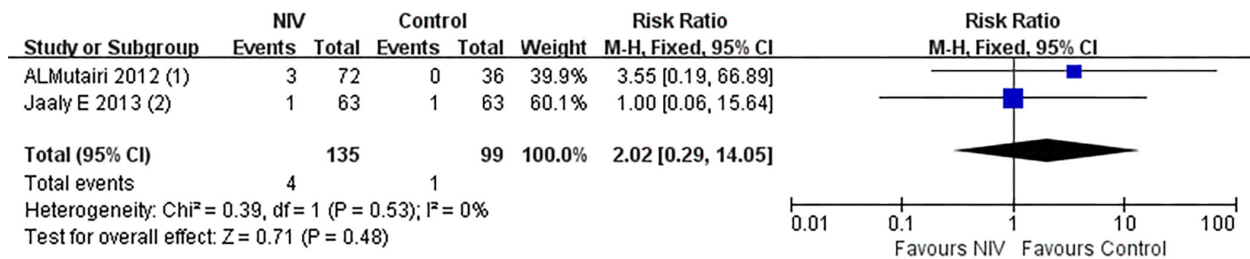 NIV Control Risk Ratio Risk Ratio
Study or Subgroup Events Total Events Total Weight M-H, Fixed, 95% CI M-H, Fixed, 95% CI
ALMutairi 2012 (1) 3 72 0 36 39.9% 3.55 [0.19, 66.89]
Jaaly E 2013 (2) 1 63 1 63 60.1% 1.00 [0.06, 15.64]
Total (95% CI) 135 99 100.0% 2.02 [0.29, 14.05]
Total events 4 1
Heterogeneity: Chi² = 0.39, df = 1 (P = 0.53); I² = 0%
Test for overall effect: Z = 0.71 (P = 0.48)
0.01 0.1 1 10 100
Favours NIV Favours Control